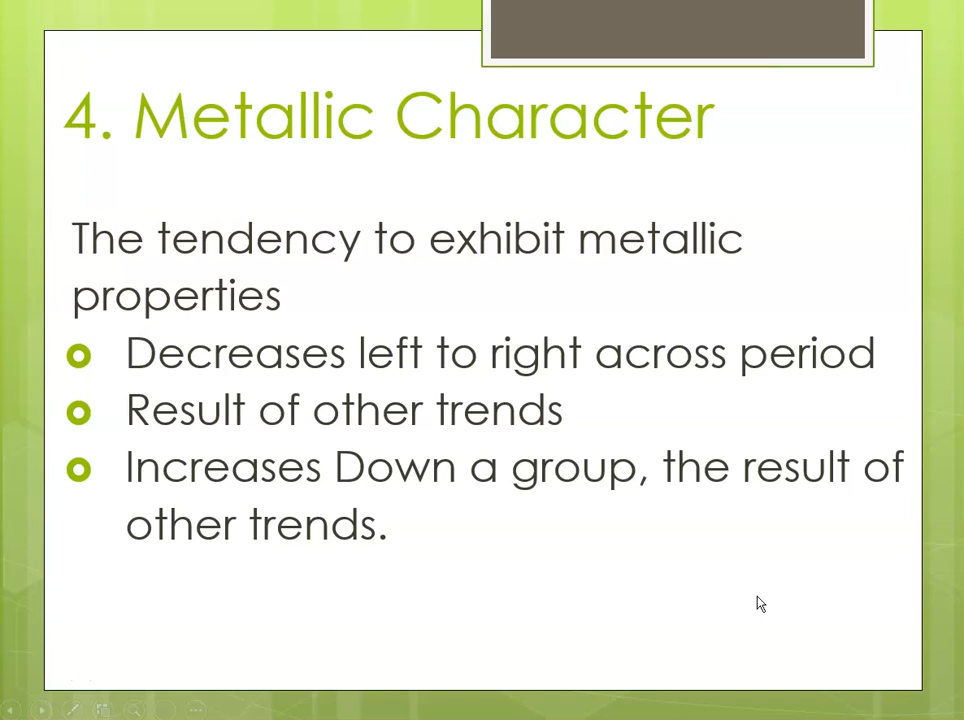 4. Metallic Character
The tendency to exhibit metallic
properties
Decreases left to right across period
Result of other trends
Increases Down a group, the result of
other trends.